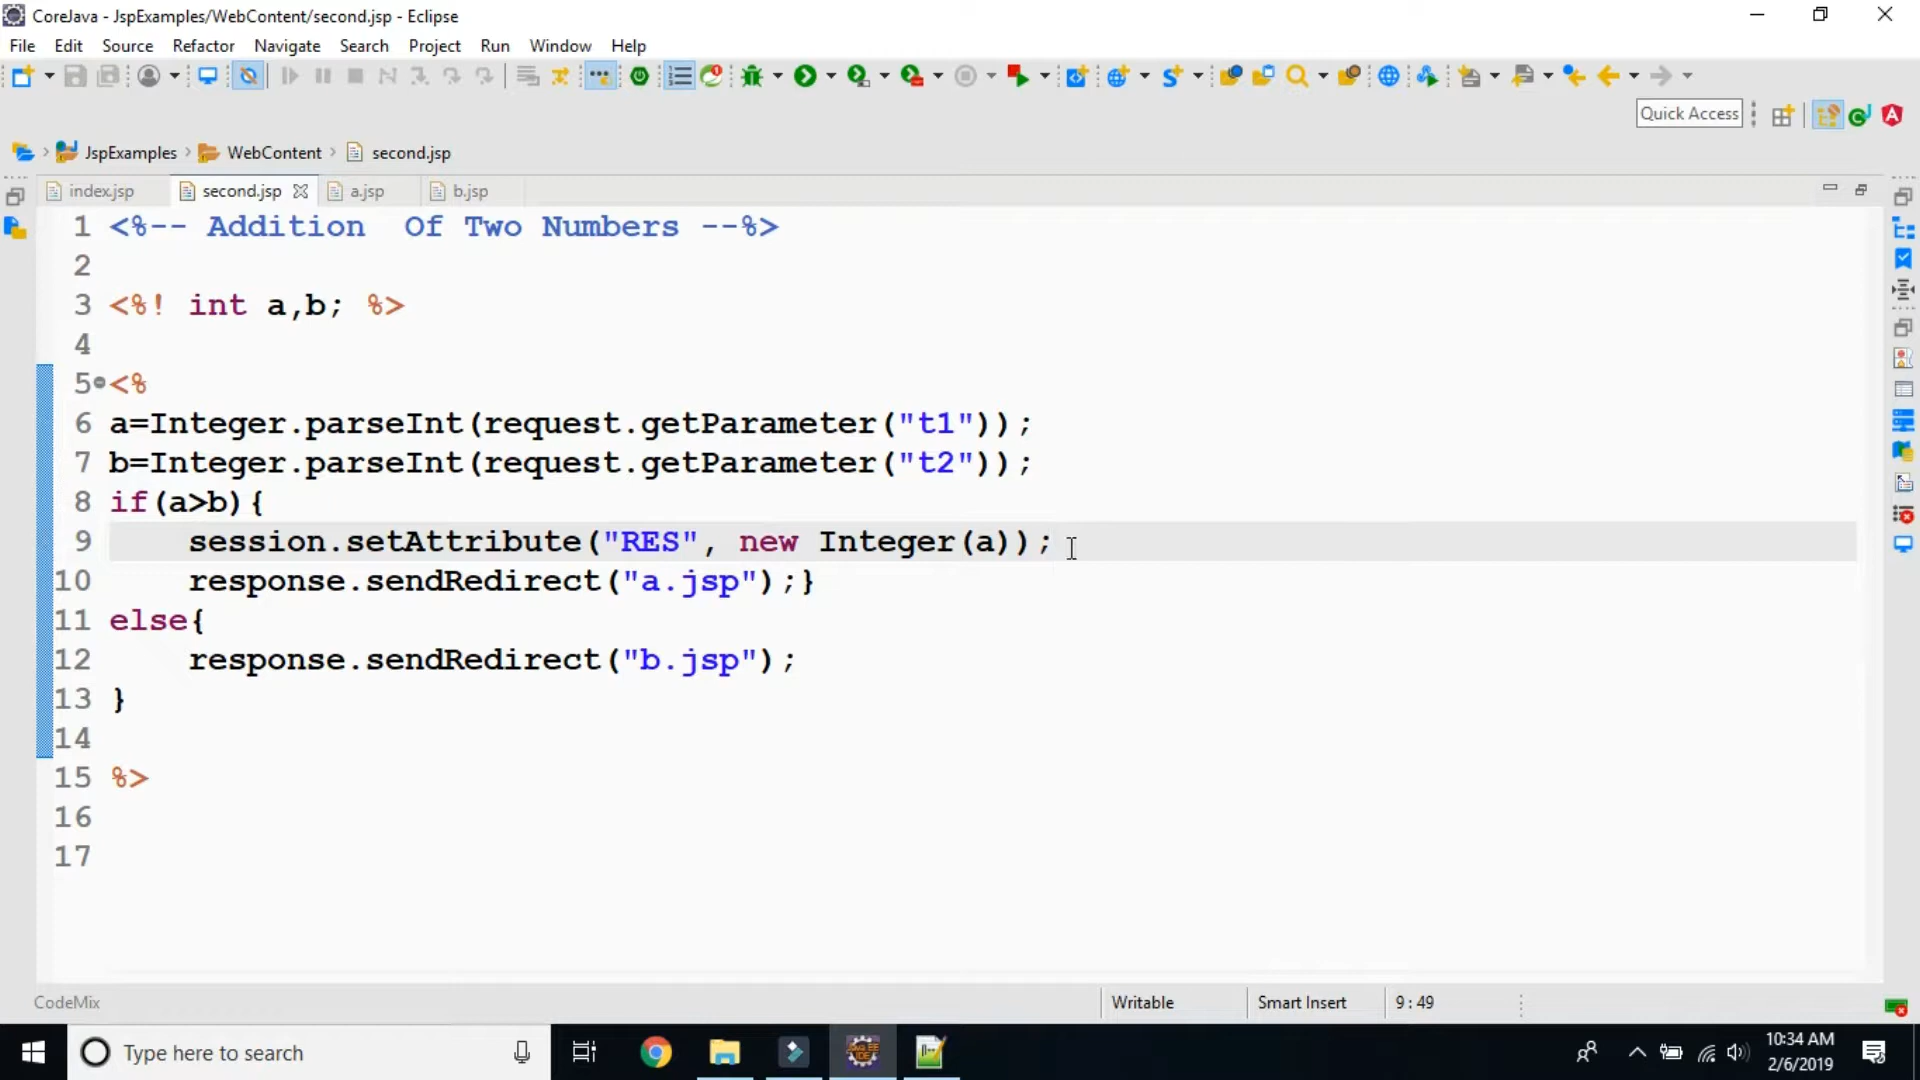 CoreJava - JspExamples/WebContent/second.jsp - Eclipse
File Edit Source Refactor Navigate Search Project Run Window Help
Quick Access
JspExamples WebContent second.jsp
index.jsp second.jsp a.jsp b.jsp
1 <%-- Addition  Of Two Numbers --%>
2
3 <%! int a,b; %>
4
5 <%
6 a=Integer.parseInt(request.getParameter("t1"));
7 b=Integer.parseInt(request.getParameter("t2"));
8 if(a>b){
9     session.setAttribute("RES", new Integer(a));
10     response.sendRedirect("a.jsp");}
11 else{
12     response.sendRedirect("b.jsp");
13 }
14
15 %>
16
17
CodeMix Writable Smart Insert 9 : 49
Type here to search
10:34 AM
2/6/2019